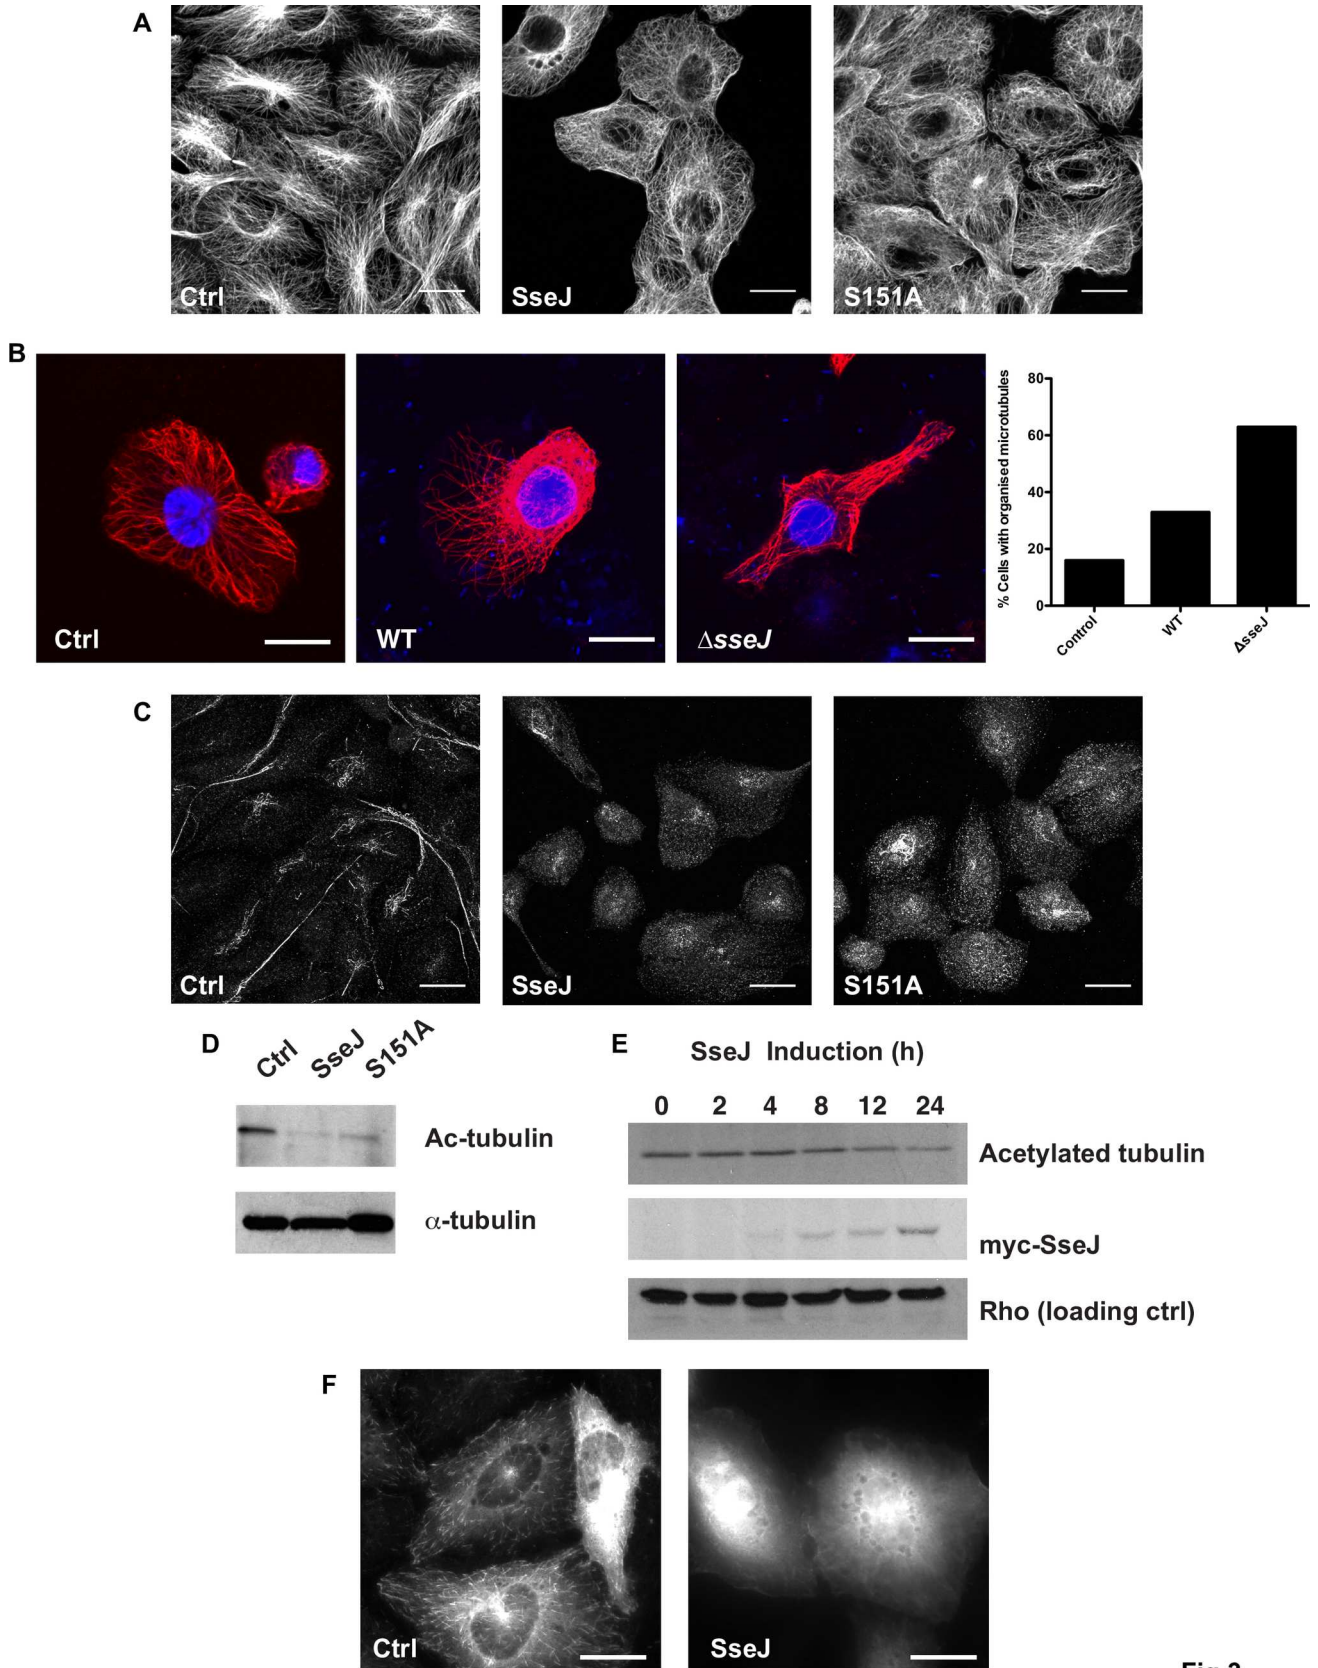 A
Ctrl
SseJ
S151A
B
Ctrl
WT
ΔsseJ
% Cells with organised microtubules
80
60
40
20
0
Control
WT
ΔsseJ
C
Ctrl
SseJ
S151A
D
Ctrl
SseJ
S151A
Ac-tubulin
α-tubulin
E
SseJ Induction (h)
0 2 4 8 12 24
Acetylated tubulin
myc-SseJ
Rho (loading ctrl)
F
Ctrl
SseJ